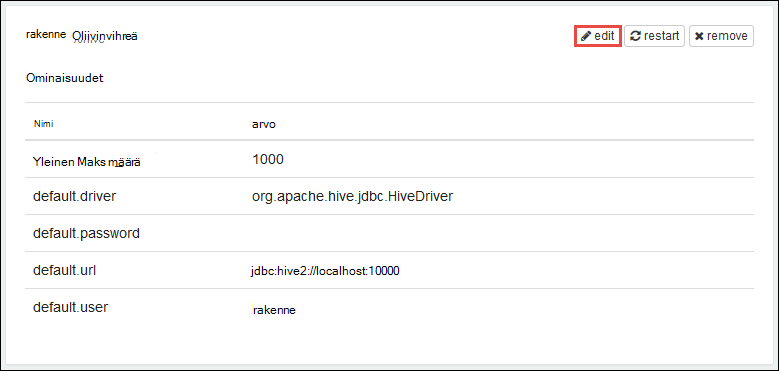 rakenne Oliivinvihreä edit restart remove
Ominaisuudet
Nimi arvo
Yleinen Maks määrä 1000
default.driver org.apache.hive.jdbc.HiveDriver
default.password
default.url jdbc:hive2://localhost:10000
default.user rakenne